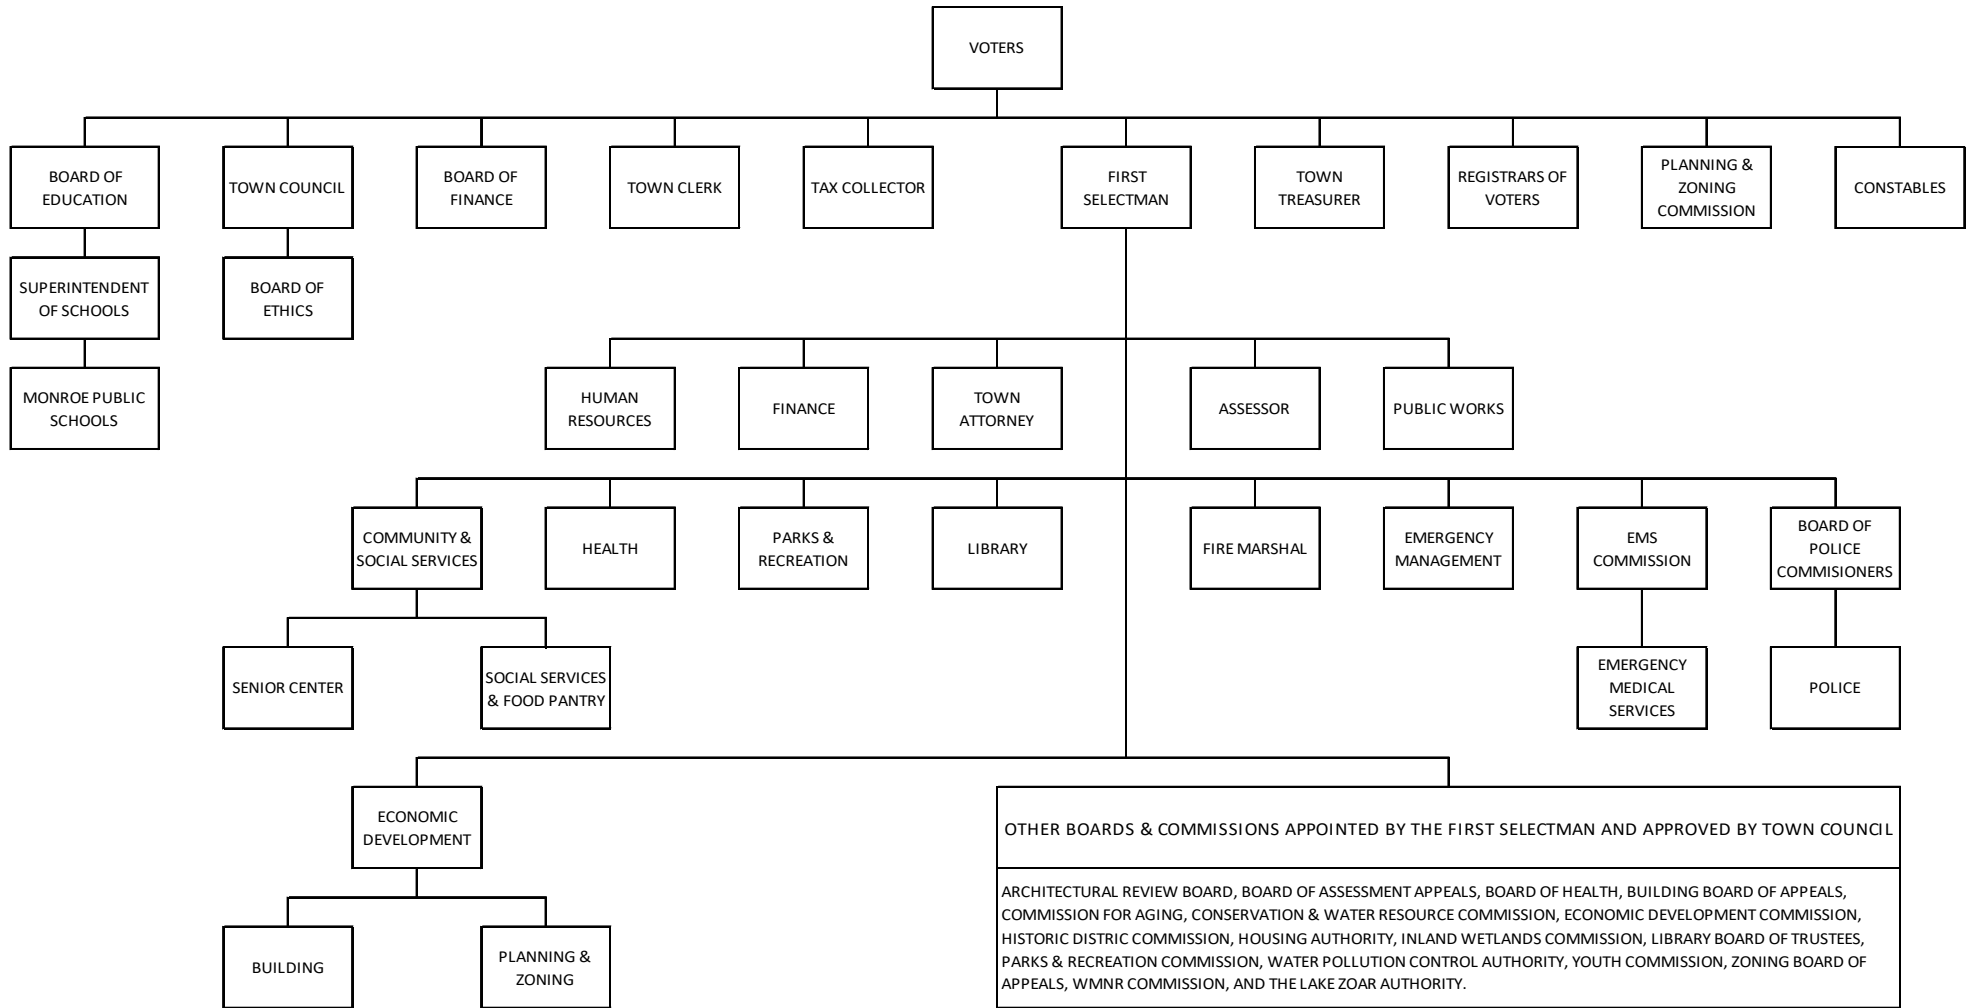 VOTERS
BOARD OF
EDUCATION
TOWN COUNCIL
BOARD OF
FINANCE
TOWN CLERK
TAX COLLECTOR
FIRST
SELECTMAN
TOWN
TREASURER
REGISTRARS OF
VOTERS
PLANNING &
ZONING
COMMISSION
CONSTABLES
SUPERINTENDENT
OF SCHOOLS
BOARD OF
ETHICS
MONROE PUBLIC
SCHOOLS
HUMAN
RESOURCES
FINANCE
TOWN
ATTORNEY
ASSESSOR
PUBLIC WORKS
COMMUNITY &
SOCIAL SERVICES
HEALTH
PARKS &
RECREATION
LIBRARY
FIRE MARSHAL
EMERGENCY
MANAGEMENT
EMS
COMMISSION
BOARD OF
POLICE
COMMISIONERS
SENIOR CENTER
SOCIAL SERVICES
& FOOD PANTRY
EMERGENCY
MEDICAL
SERVICES
POLICE
ECONOMIC
DEVELOPMENT
BUILDING
PLANNING &
ZONING
OTHER BOARDS & COMMISSIONS APPOINTED BY THE FIRST SELECTMAN AND APPROVED BY TOWN COUNCIL
ARCHITECTURAL REVIEW BOARD, BOARD OF ASSESSMENT APPEALS, BOARD OF HEALTH, BUILDING BOARD OF APPEALS,
COMMISSION FOR AGING, CONSERVATION & WATER RESOURCE COMMISSION, ECONOMIC DEVELOPMENT COMMISSION,
HISTORIC DISTRIC COMMISSION, HOUSING AUTHORITY, INLAND WETLANDS COMMISSION, LIBRARY BOARD OF TRUSTEES,
PARKS & RECREATION COMMISSION, WATER POLLUTION CONTROL AUTHORITY, YOUTH COMMISSION, ZONING BOARD OF
APPEALS, WMNR COMMISSION, AND THE LAKE ZOAR AUTHORITY.